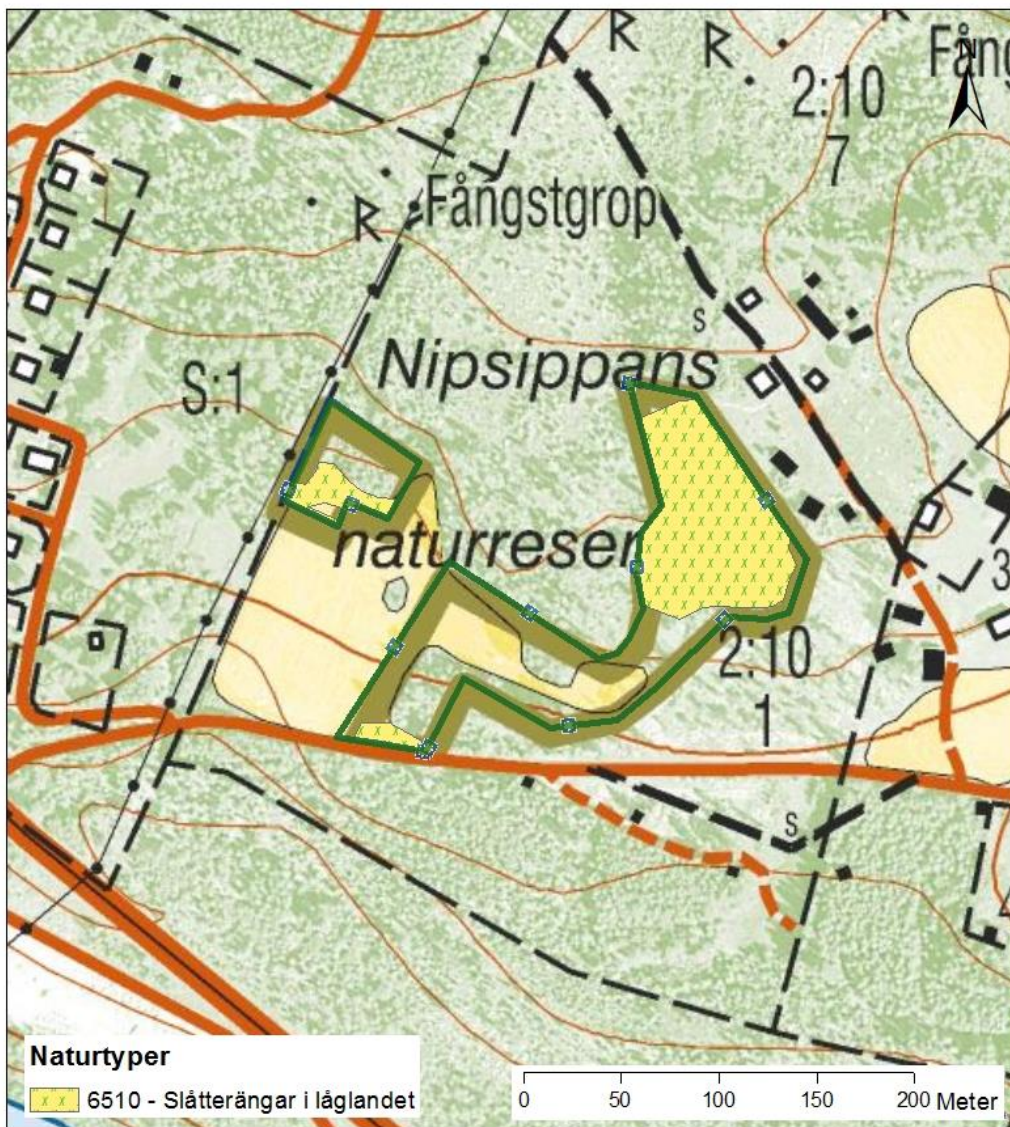 R
R
R
Fång
N
2:10
7
Fångstgrop
R
s
Nipsippans
S:1
naturreser
3
2:10
1
s
Naturtyper
6510 - Slåtterängar i låglandet
0 50 100 150 200 Meter